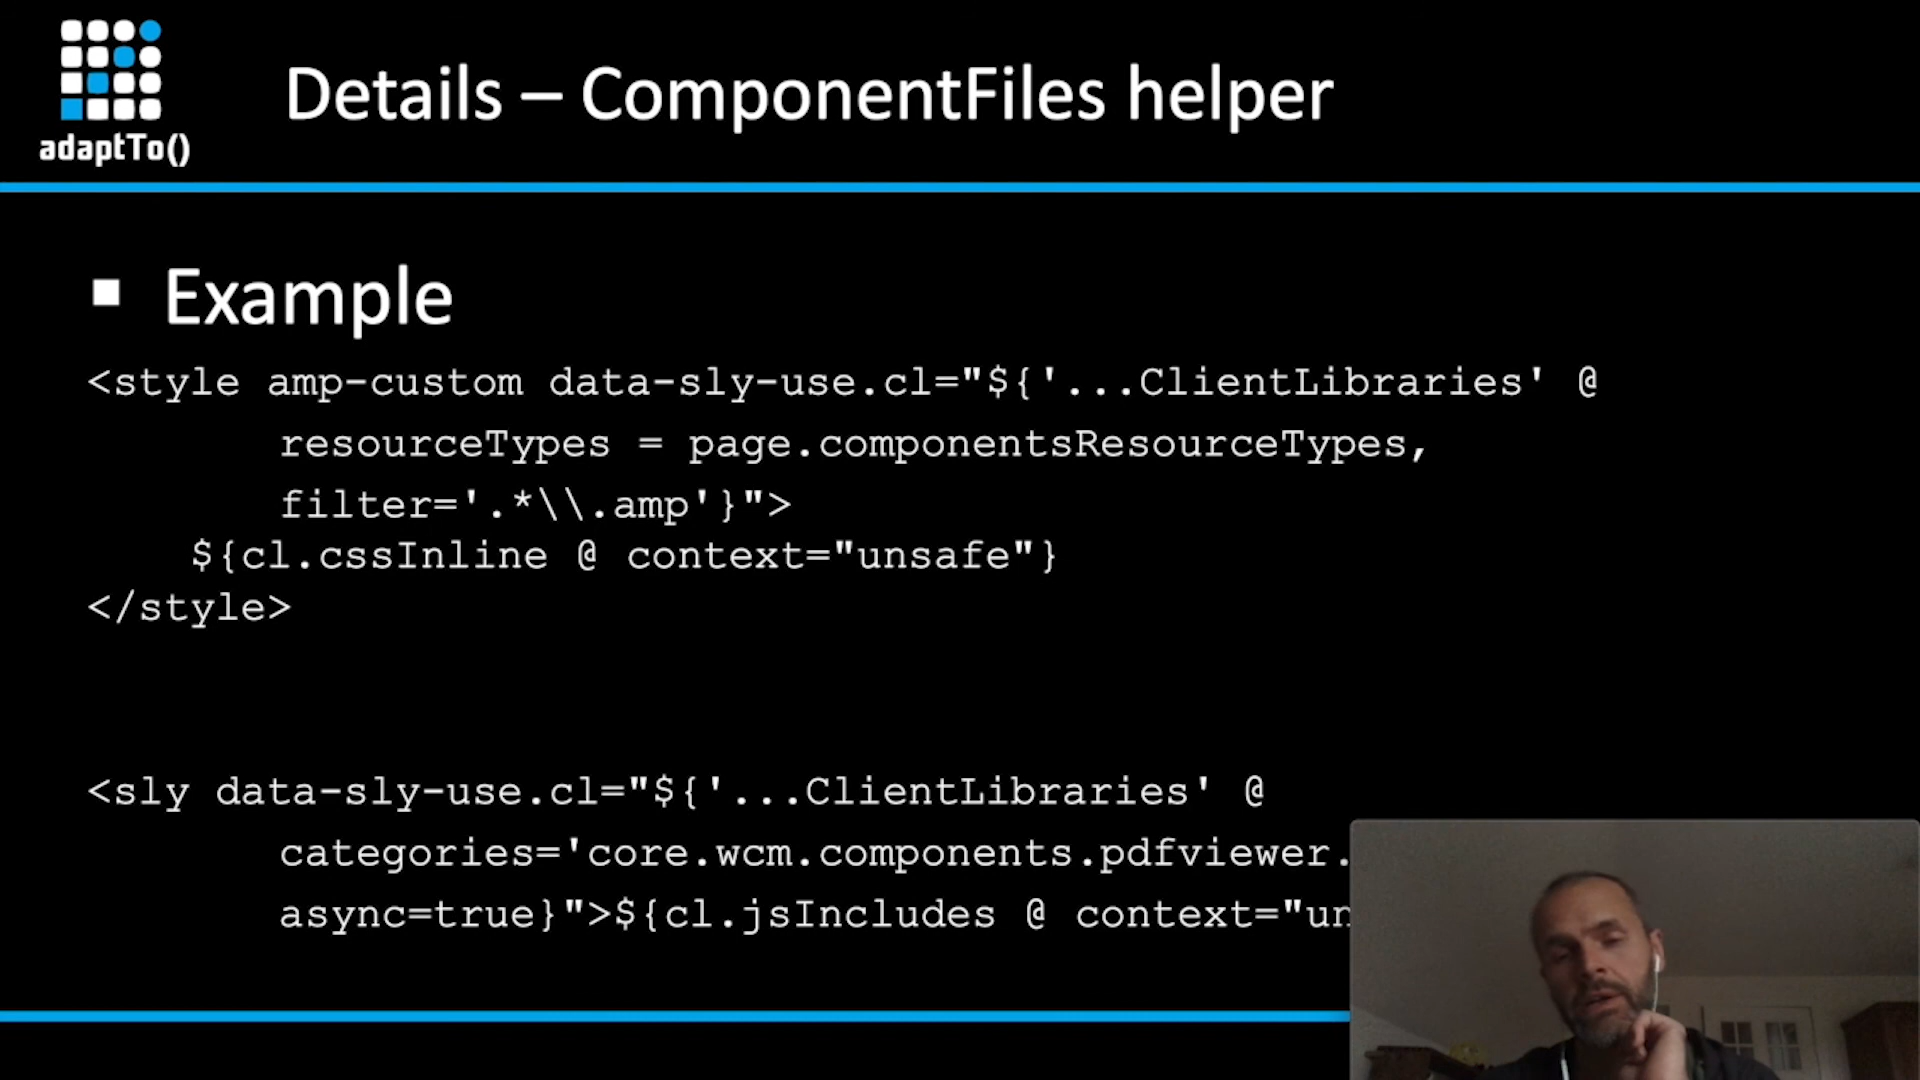 adaptTo()
Details – ComponentFiles helper
▪ Example
<style amp-custom data-sly-use.cl="${'...ClientLibraries' @
resourceTypes = page.componentsResourceTypes,
filter='.*\\.amp'}">
${cl.cssInline @ context="unsafe"}
</style>
<sly data-sly-use.cl="${'...ClientLibraries' @
categories='core.wcm.components.pdfviewer.
async=true}">${cl.jsIncludes @ context="un